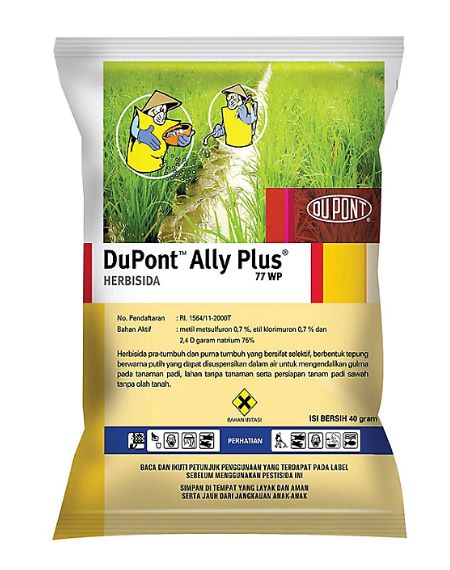 DU PONT®
DuPont™ Ally Plus®
77 WP
HERBISIDA
No. Pendaftaran : RI. 1564/11-2000T
Bahan Aktif : metil metsulfuron 0,7 %, etil klorimuron 0,7 % dan
2,4 D garam natrium 75%
Herbisida pra-tumbuh dan purna tumbuh yang bersifat selektif, berbentuk tepung
berwarna putih yang dapat disuspensikan dalam air untuk mengendalikan gulma
pada tanaman padi, lahan tanpa tanaman serta persiapan tanam padi sawah
tanpa olah tanah.
BAHAN IRITASI
ISI BERSIH 40 gram
PERHATIAN
BACA DAN IKUTI PETUNJUK PENGGUNAAN YANG TERDAPAT PADA LABEL
SEBELUM MENGGUNAKAN PESTISIDA INI
SIMPAN DI TEMPAT YANG LAYAK DAN AMAN
SERTA JAUH DARI JANGKAUAN ANAK-ANAK